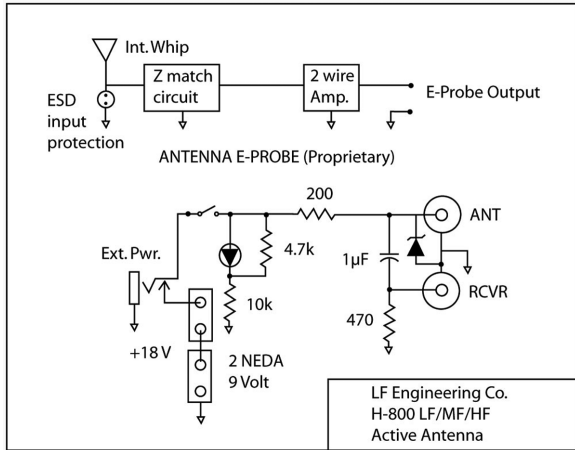 Int. Whip
Z match
circuit
2 wire
Amp.
E-Probe Output
ESD
input
protection
ANTENNA E-PROBE (Proprietary)
200
ANT
Ext. Pwr.
4.7k
1µF
RCVR
10k
470
+18 V
2 NEDA
9 Volt
LF Engineering Co.
H-800 LF/MF/HF
Active Antenna